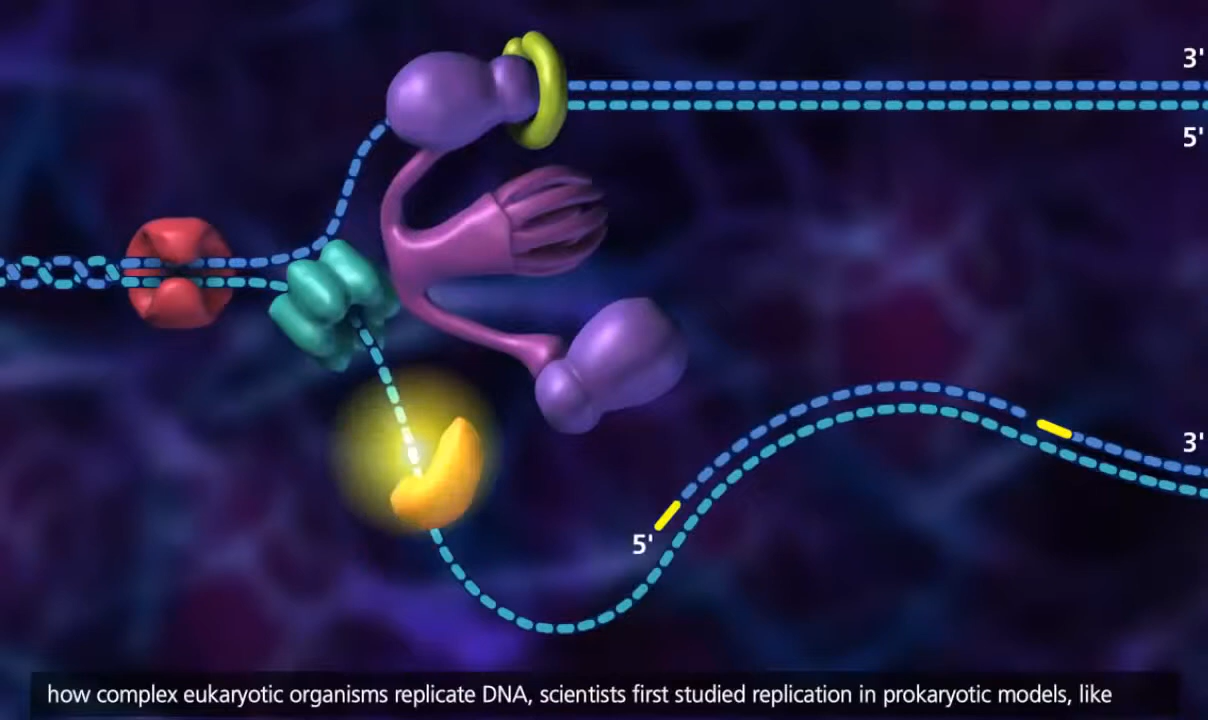 3'
5'
3'
5'
how complex eukaryotic organisms replicate DNA, scientists first studied replication in prokaryotic models, like